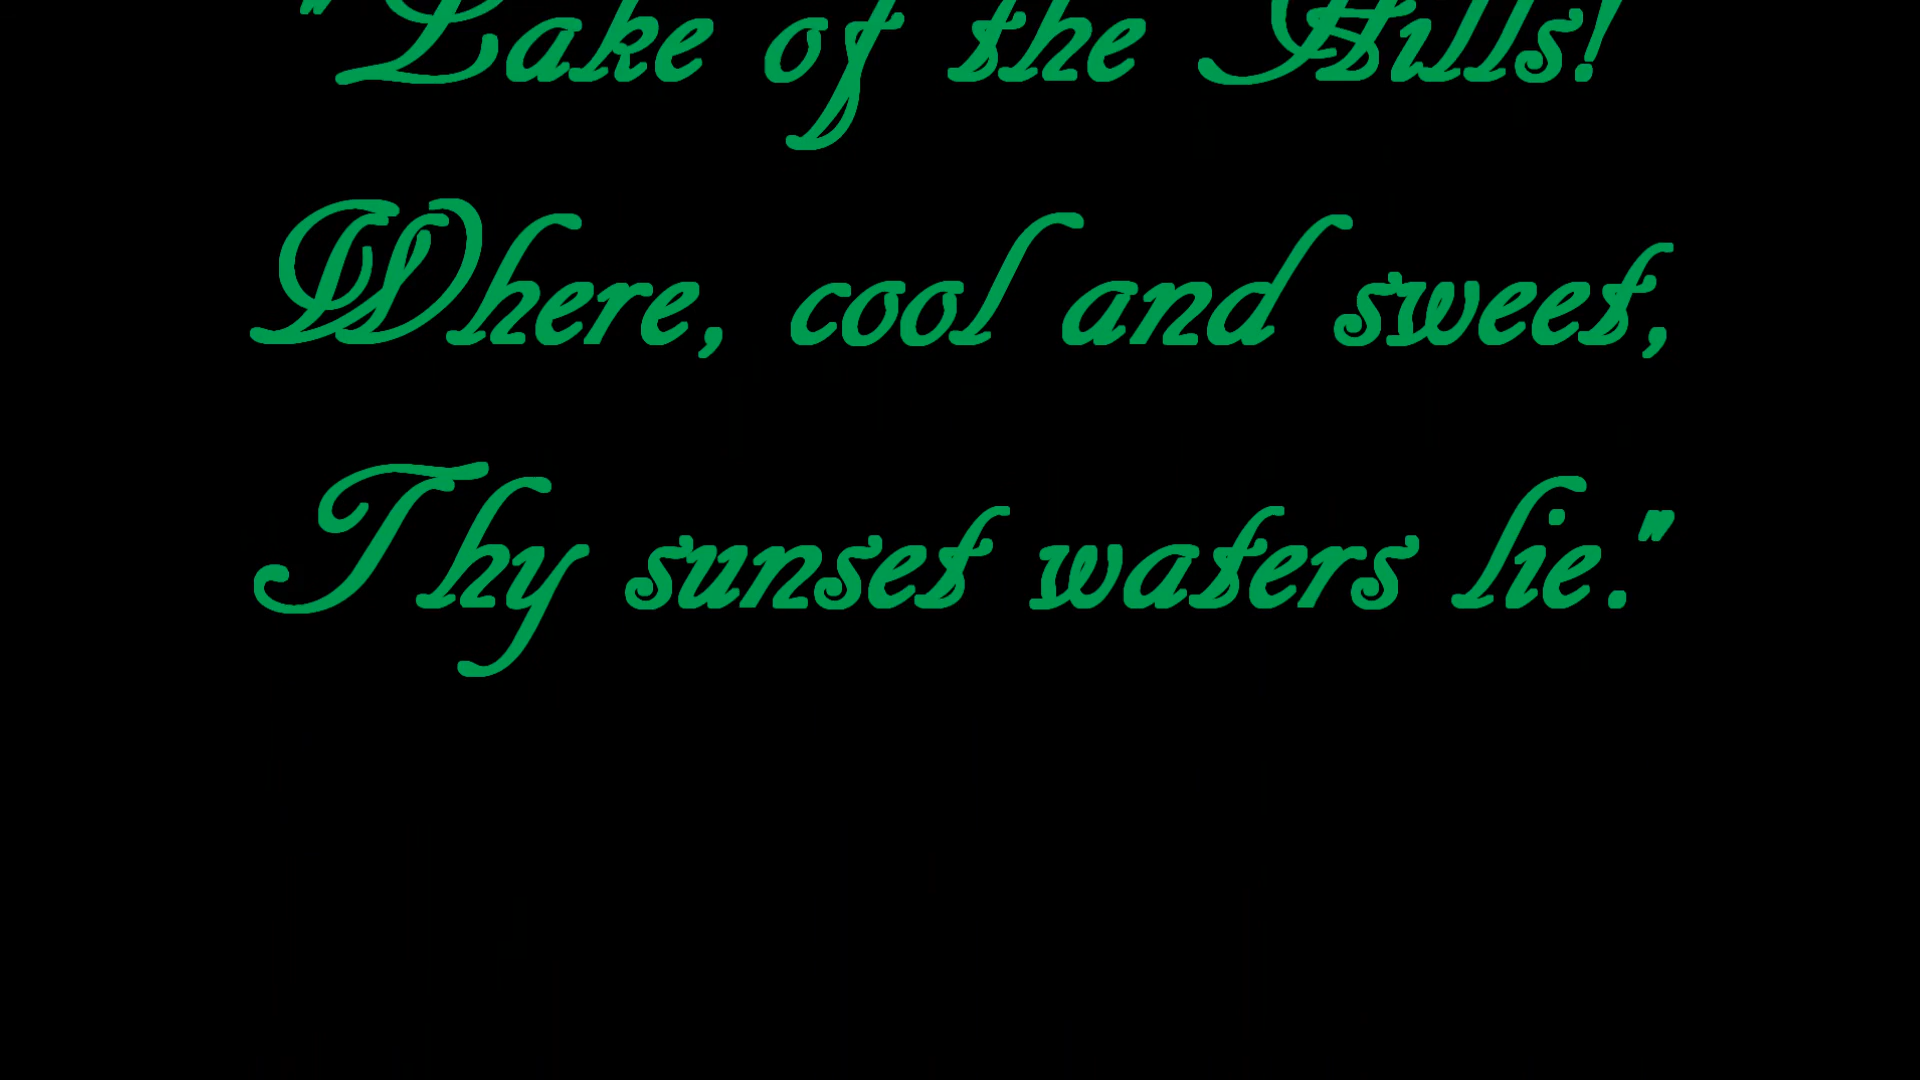 "Lake of the Hills!
Where, cool and sweet,
Thy sunset waters lie."